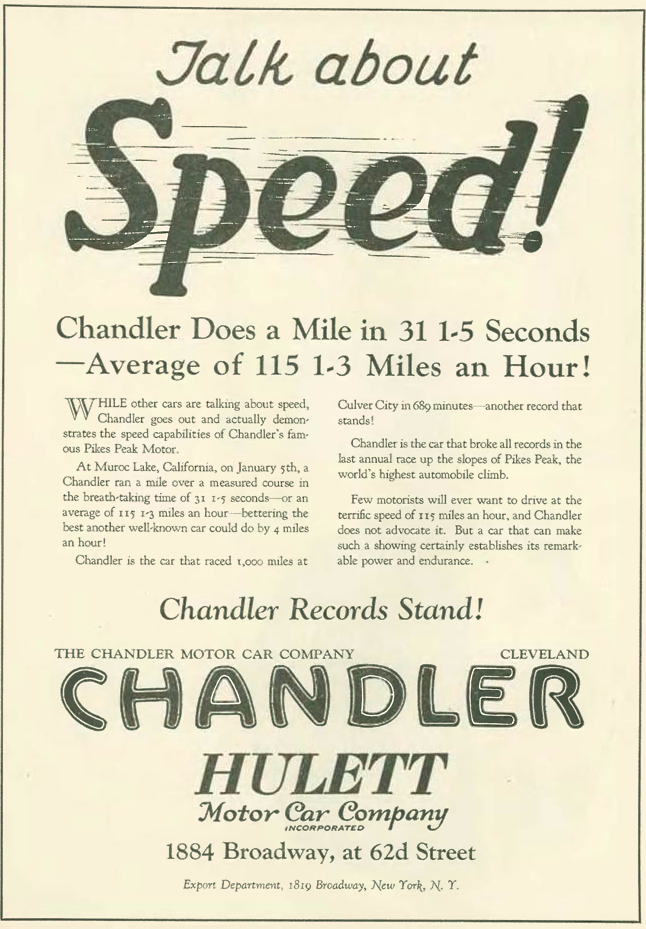 Talk about
Speed!
Chandler Does a Mile in 31 1-5 Seconds
—Average of 115 1-3 Miles an Hour!
WHILE other cars are talking about speed,
Chandler goes out and actually demon-
strates the speed capabilities of Chandler's fam-
ous Pikes Peak Motor.
At Muroc Lake, California, on January 5th, a
Chandler ran a mile over a measured course in
the breath-taking time of 31 1-5 seconds—or an
average of 115 1-3 miles an hour—bettering the
best another well-known car could do by 4 miles
an hour!
Chandler is the car that raced 1,000 miles at
Culver City in 689 minutes—another record that
stands!
Chandler is the car that broke all records in the
last annual race up the slopes of Pikes Peak, the
world's highest automobile climb.
Few motorists will ever want to drive at the
terrific speed of 115 miles an hour, and Chandler
does not advocate it. But a car that can make
such a showing certainly establishes its remark-
able power and endurance.
Chandler Records Stand!
THE CHANDLER MOTOR CAR COMPANY CLEVELAND
CHANDLER
HULETT
Motor Car Company
INCORPORATED
1884 Broadway, at 62d Street
Export Department, 1819 Broadway, New York, N. Y.